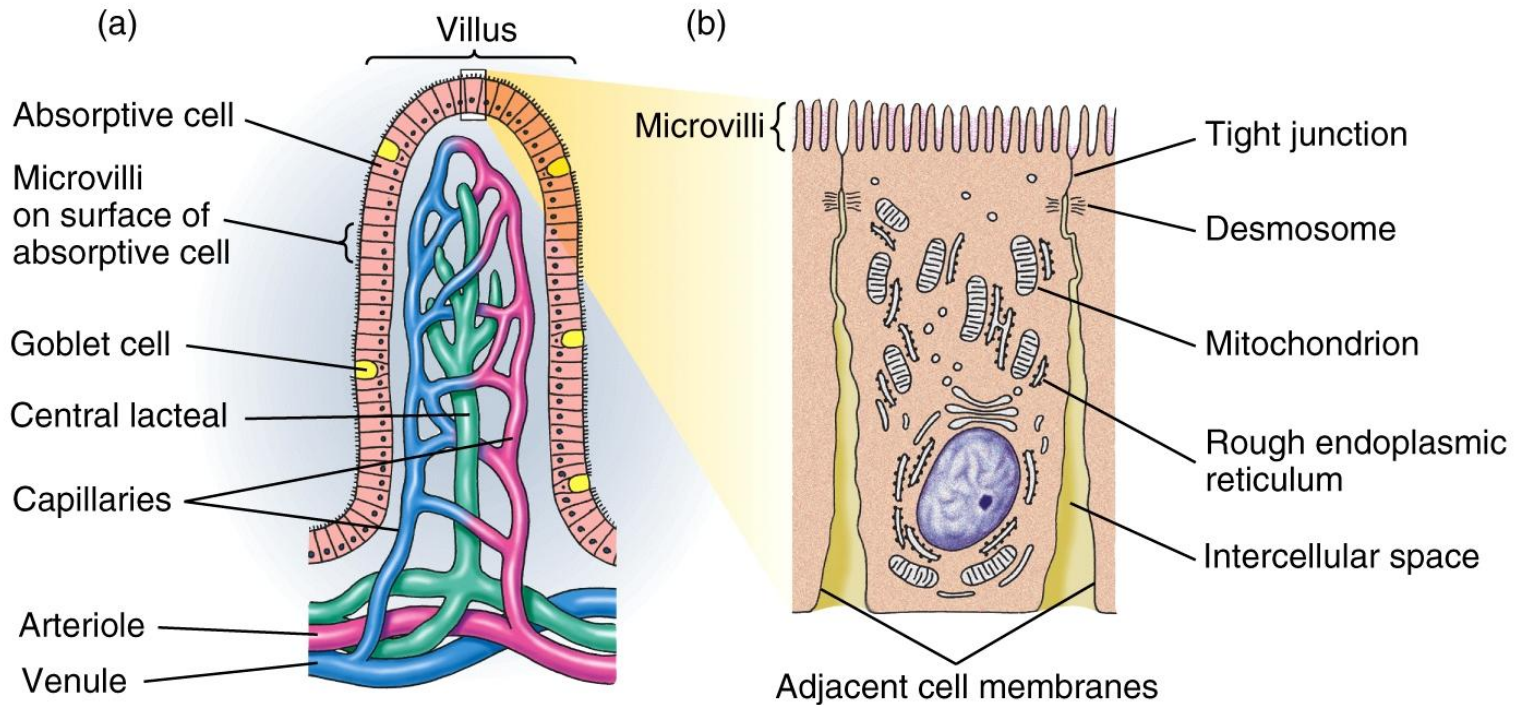 (a)
Villus
Absorptive cell
Microvilli
on surface of
absorptive cell
Goblet cell
Central lacteal
Capillaries
Arteriole
Venule
(b)
Microvilli
Tight junction
Desmosome
Mitochondrion
Rough endoplasmic
reticulum
Intercellular space
Adjacent cell membranes